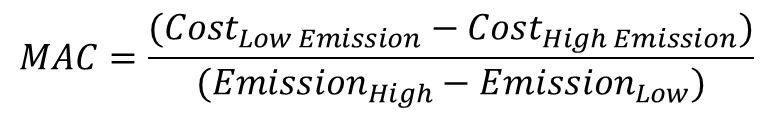 MAC = (Cost_{Low Emission} − Cost_{High Emission}) / (Emission_{High} − Emission_{Low})